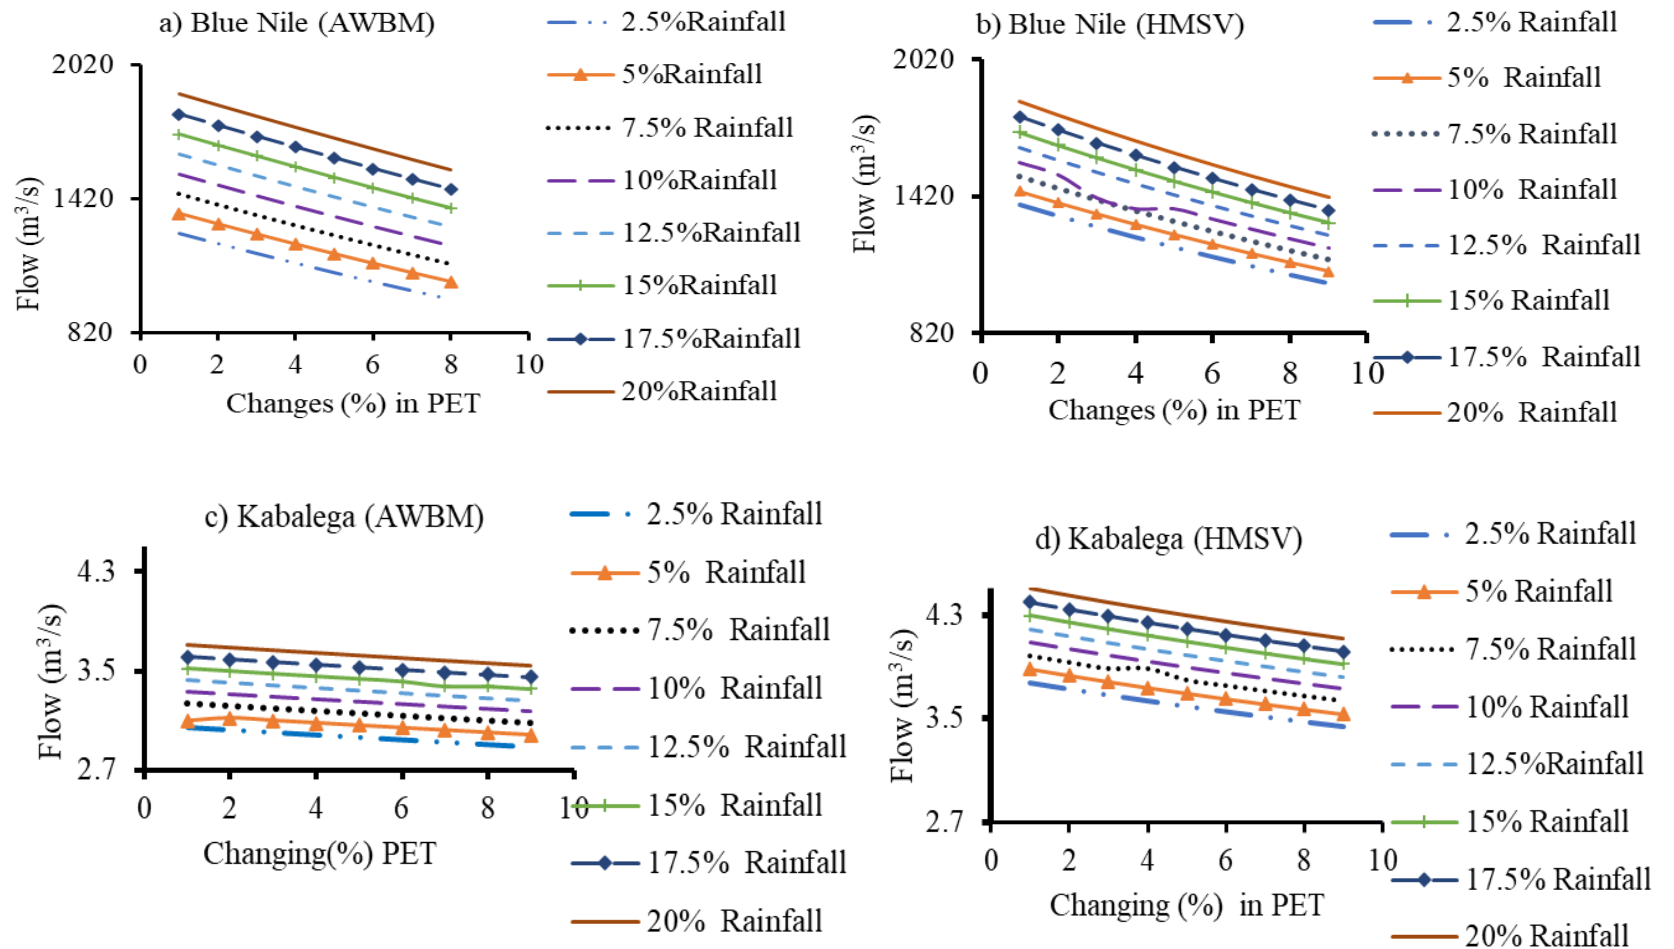 a) Blue Nile (AWBM)
2020
1420
820
0 2 4 6 8 10
Flow (m³/s)
Changes (%) in PET
2.5%Rainfall
5%Rainfall
7.5% Rainfall
10%Rainfall
12.5%Rainfall
15%Rainfall
17.5%Rainfall
20%Rainfall
b) Blue Nile (HMSV)
2020
1420
820
0 2 4 6 8 10
Flow (m³/s)
Changes (%) in PET
2.5% Rainfall
5% Rainfall
7.5% Rainfall
10% Rainfall
12.5% Rainfall
15% Rainfall
17.5% Rainfall
20% Rainfall
c) Kabalega (AWBM)
4.3
3.5
2.7
0 2 4 6 8 10
Flow (m³/s)
Changing(%) PET
2.5% Rainfall
5% Rainfall
7.5% Rainfall
10% Rainfall
12.5% Rainfall
15% Rainfall
17.5% Rainfall
20% Rainfall
d) Kabalega (HMSV)
4.3
3.5
2.7
0 2 4 6 8 10
Flow (m³/s)
Changing (%) in PET
2.5% Rainfall
5% Rainfall
7.5% Rainfall
10% Rainfall
12.5%Rainfall
15% Rainfall
17.5% Rainfall
20% Rainfall